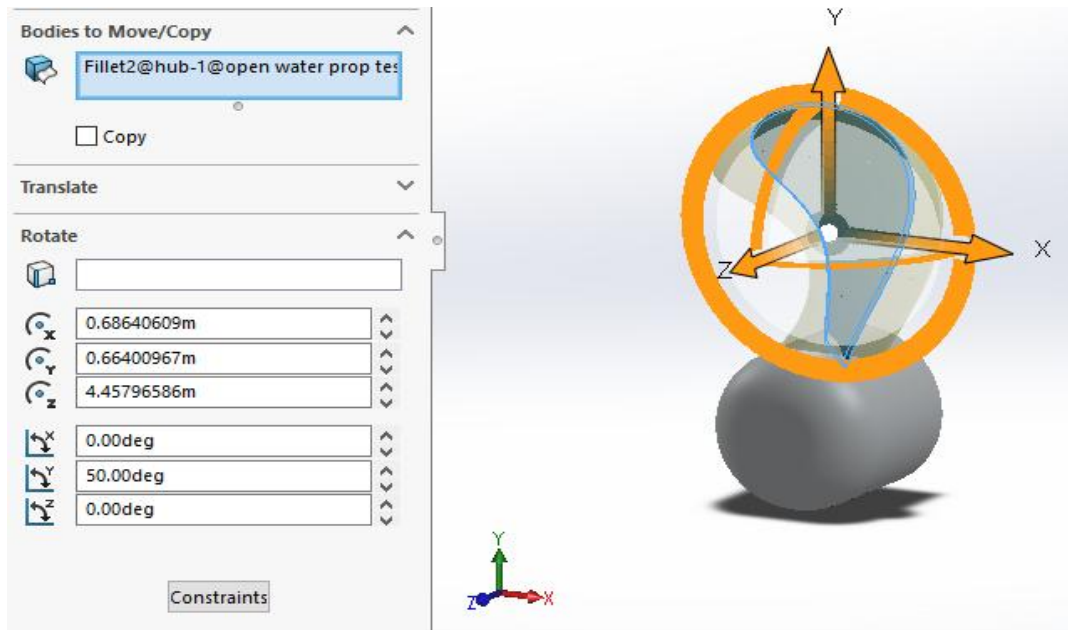 Bodies to Move/Copy
Fillet2@hub-1@open water prop tes
Copy
Translate
Rotate
X
0.68640609m
Y
0.66400967m
Z
4.45796586m
X
0.00deg
Y
50.00deg
Z
0.00deg
Constraints
Y
X
Z
Y
Z
X